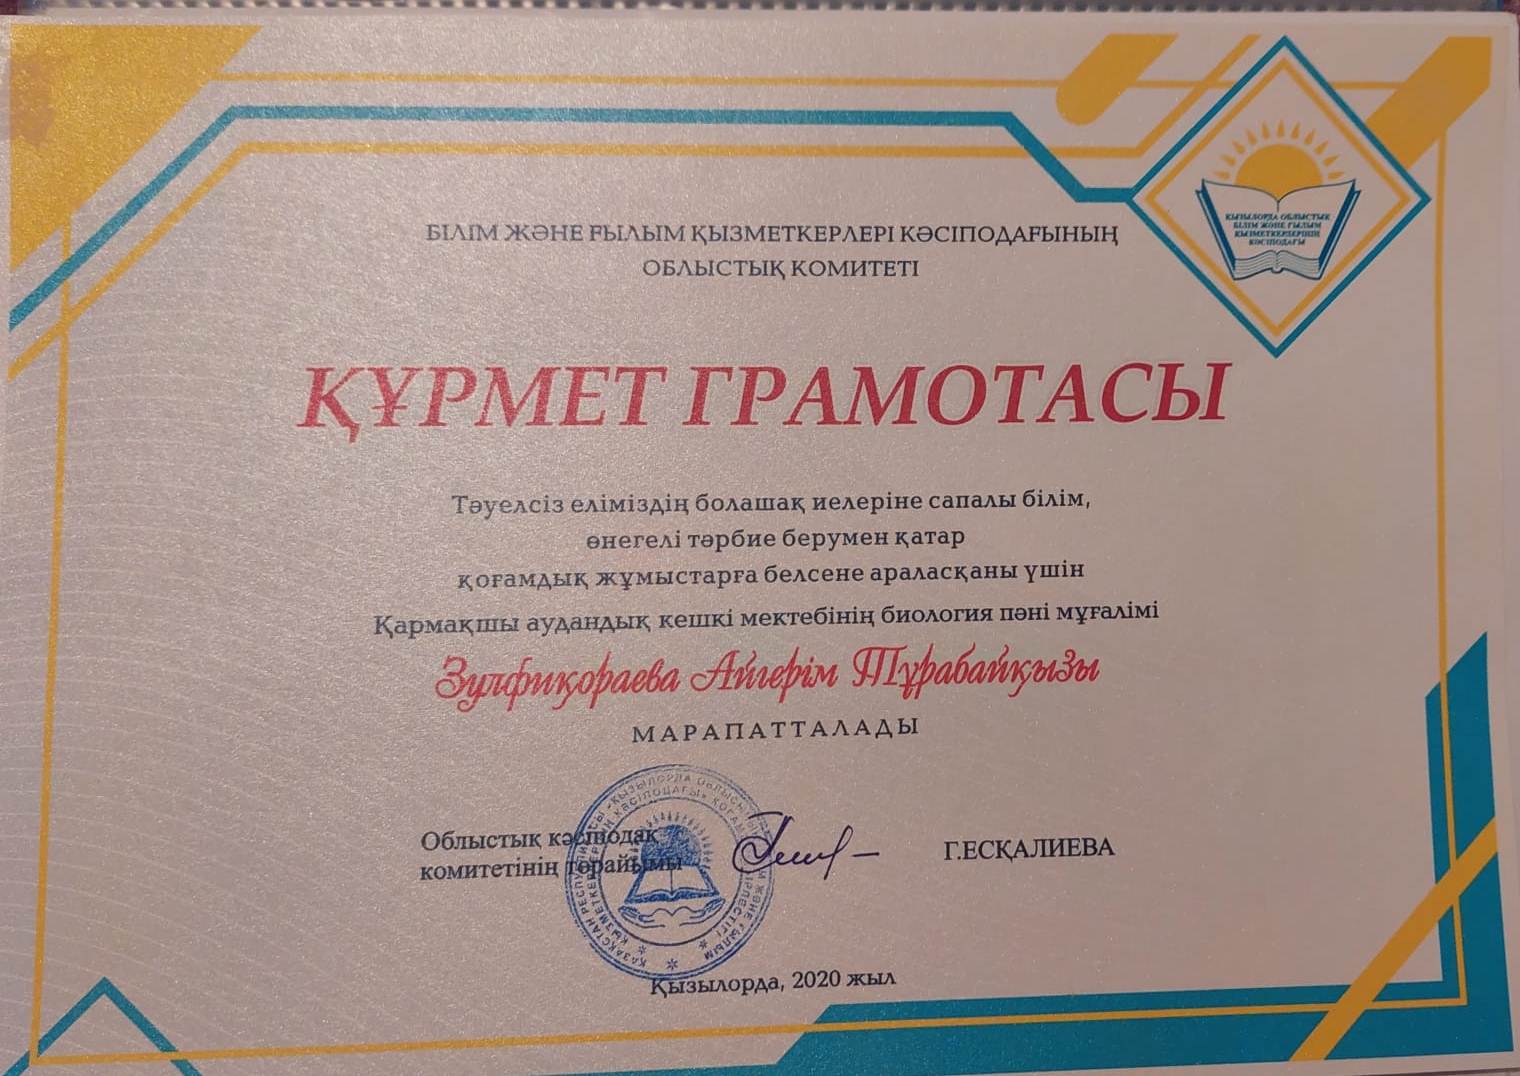 БІЛІМ ЖӘНЕ ҒЫЛЫМ ҚЫЗМЕТКЕРЛЕРІ КӘСІПОДАҒЫНЫҢ
ОБЛЫСТЫҚ КОМИТЕТІ
ҚЫЗЫЛОРДА ОБЛЫСТЫҚ
БІЛІМ ЖӘНЕ ҒЫЛЫМ
ҚЫЗМЕТКЕРЛЕРІНІҢ
КӘСІПОДАҒЫ
ҚҰРМЕТ ГРАМОТАСЫ
Тәуелсіз еліміздің болашақ иелеріне сапалы білім,
өнегелі тәрбие берумен қатар
қоғамдық жұмыстарға белсене араласқаны үшін
Қармақшы аудандық кешкі мектебінің биология пәні мұғалімі
Зулфиқораева Айгерім Тұрабайқызы
МАРАПАТТАЛАДЫ
Облыстық кәсіподақ
комитетінің төрайымы
Г.ЕСҚАЛИЕВА
Қызылорда, 2020 жыл